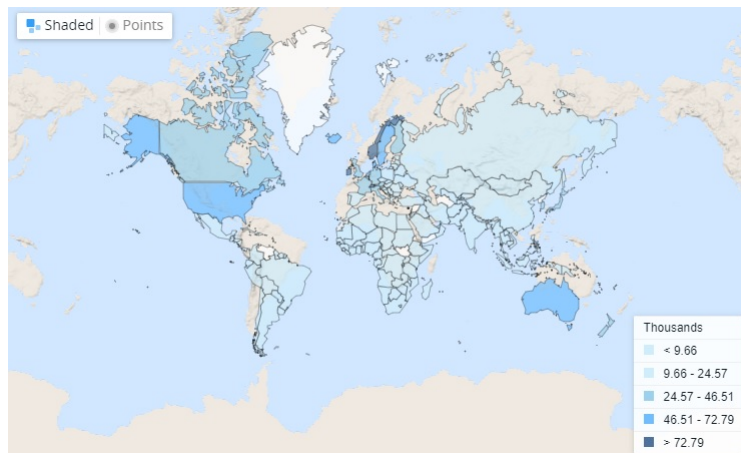 Shaded Points
Thousands
< 9.66
9.66 - 24.57
24.57 - 46.51
46.51 - 72.79
> 72.79